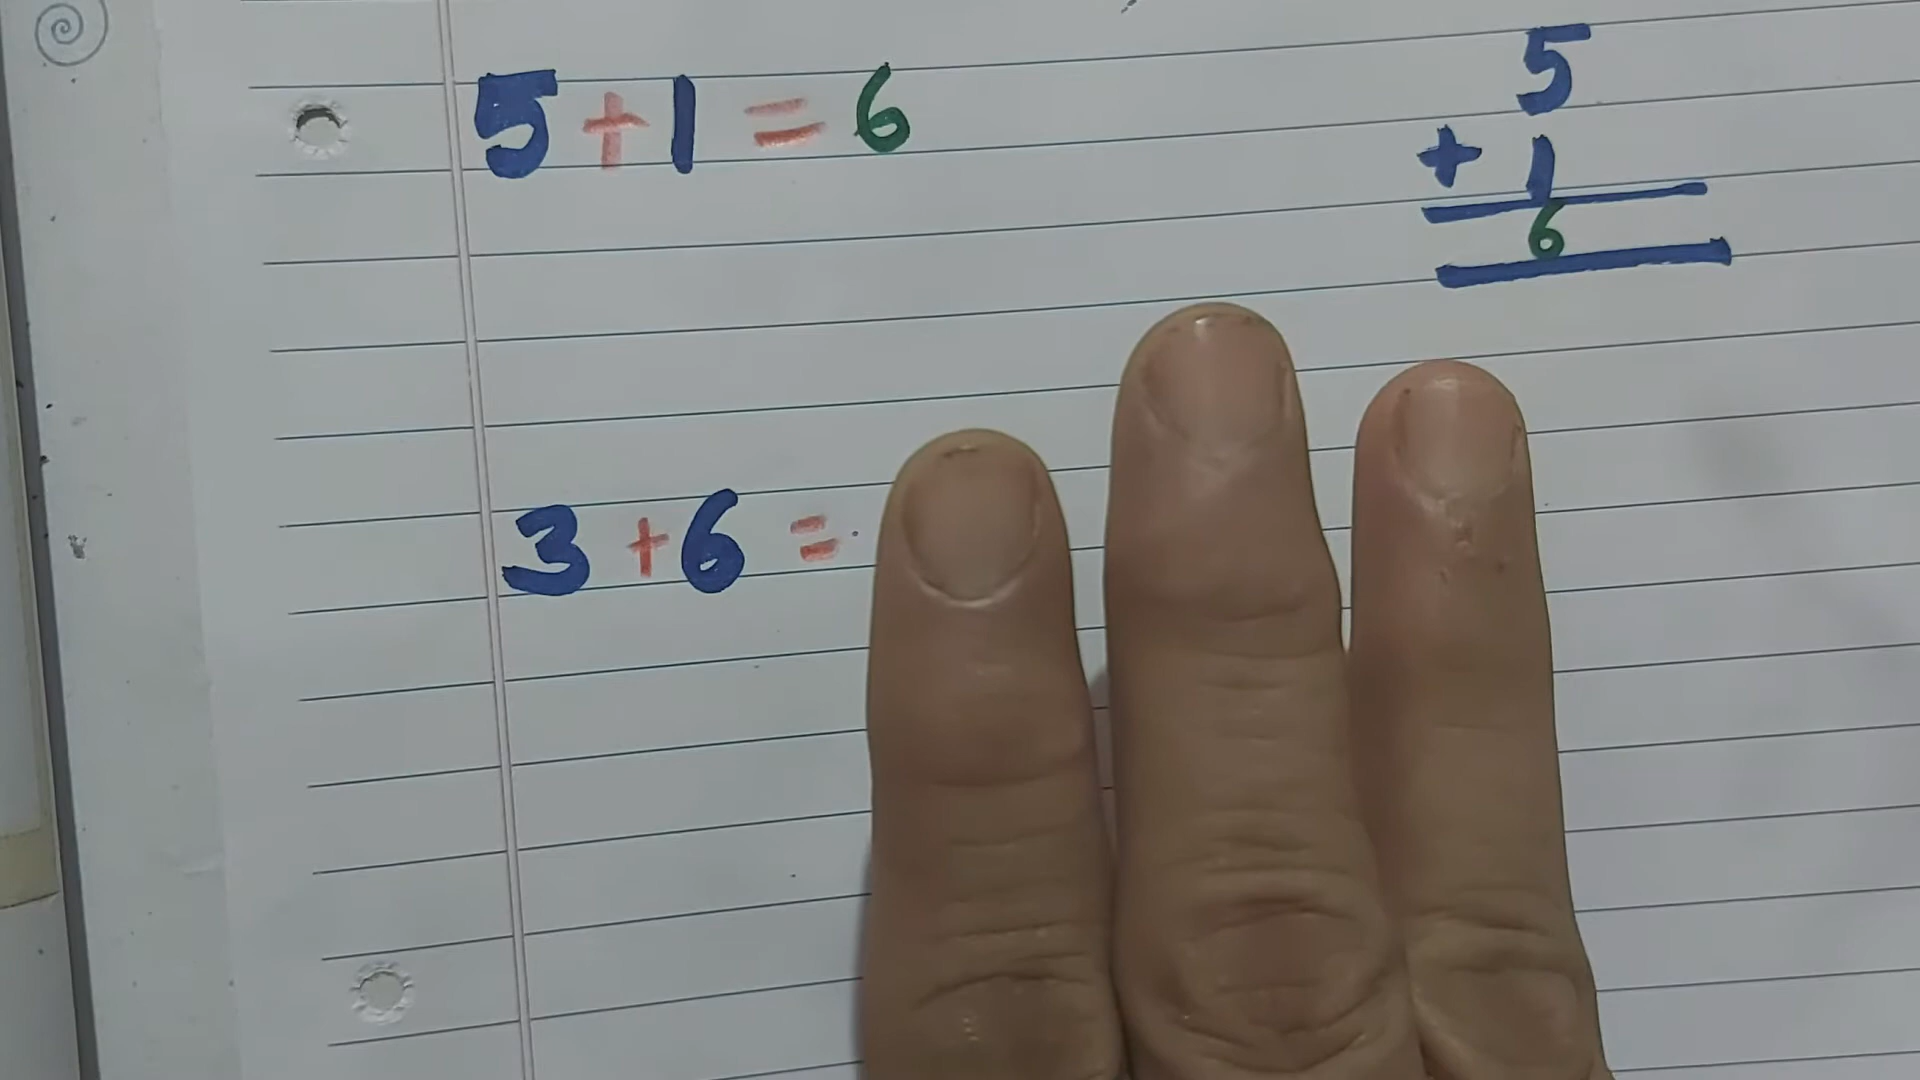 5 + 1 = 6
5
+ 1
6
3 + 6 =